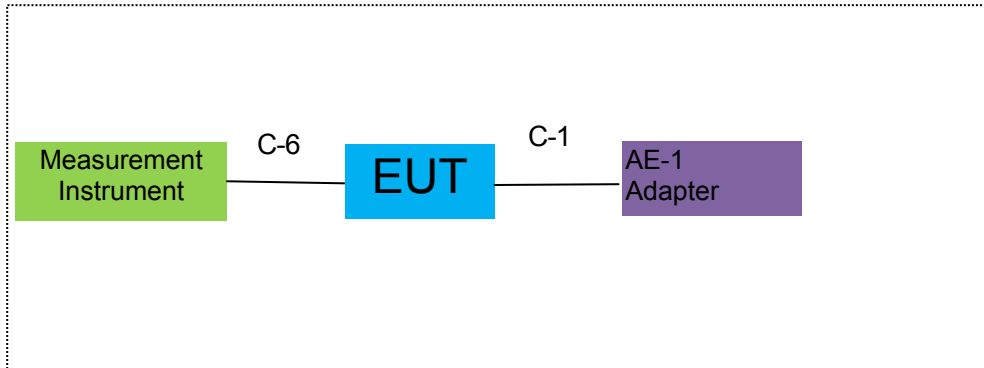 C-6
C-1
Measurement
Instrument
EUT
AE-1
Adapter